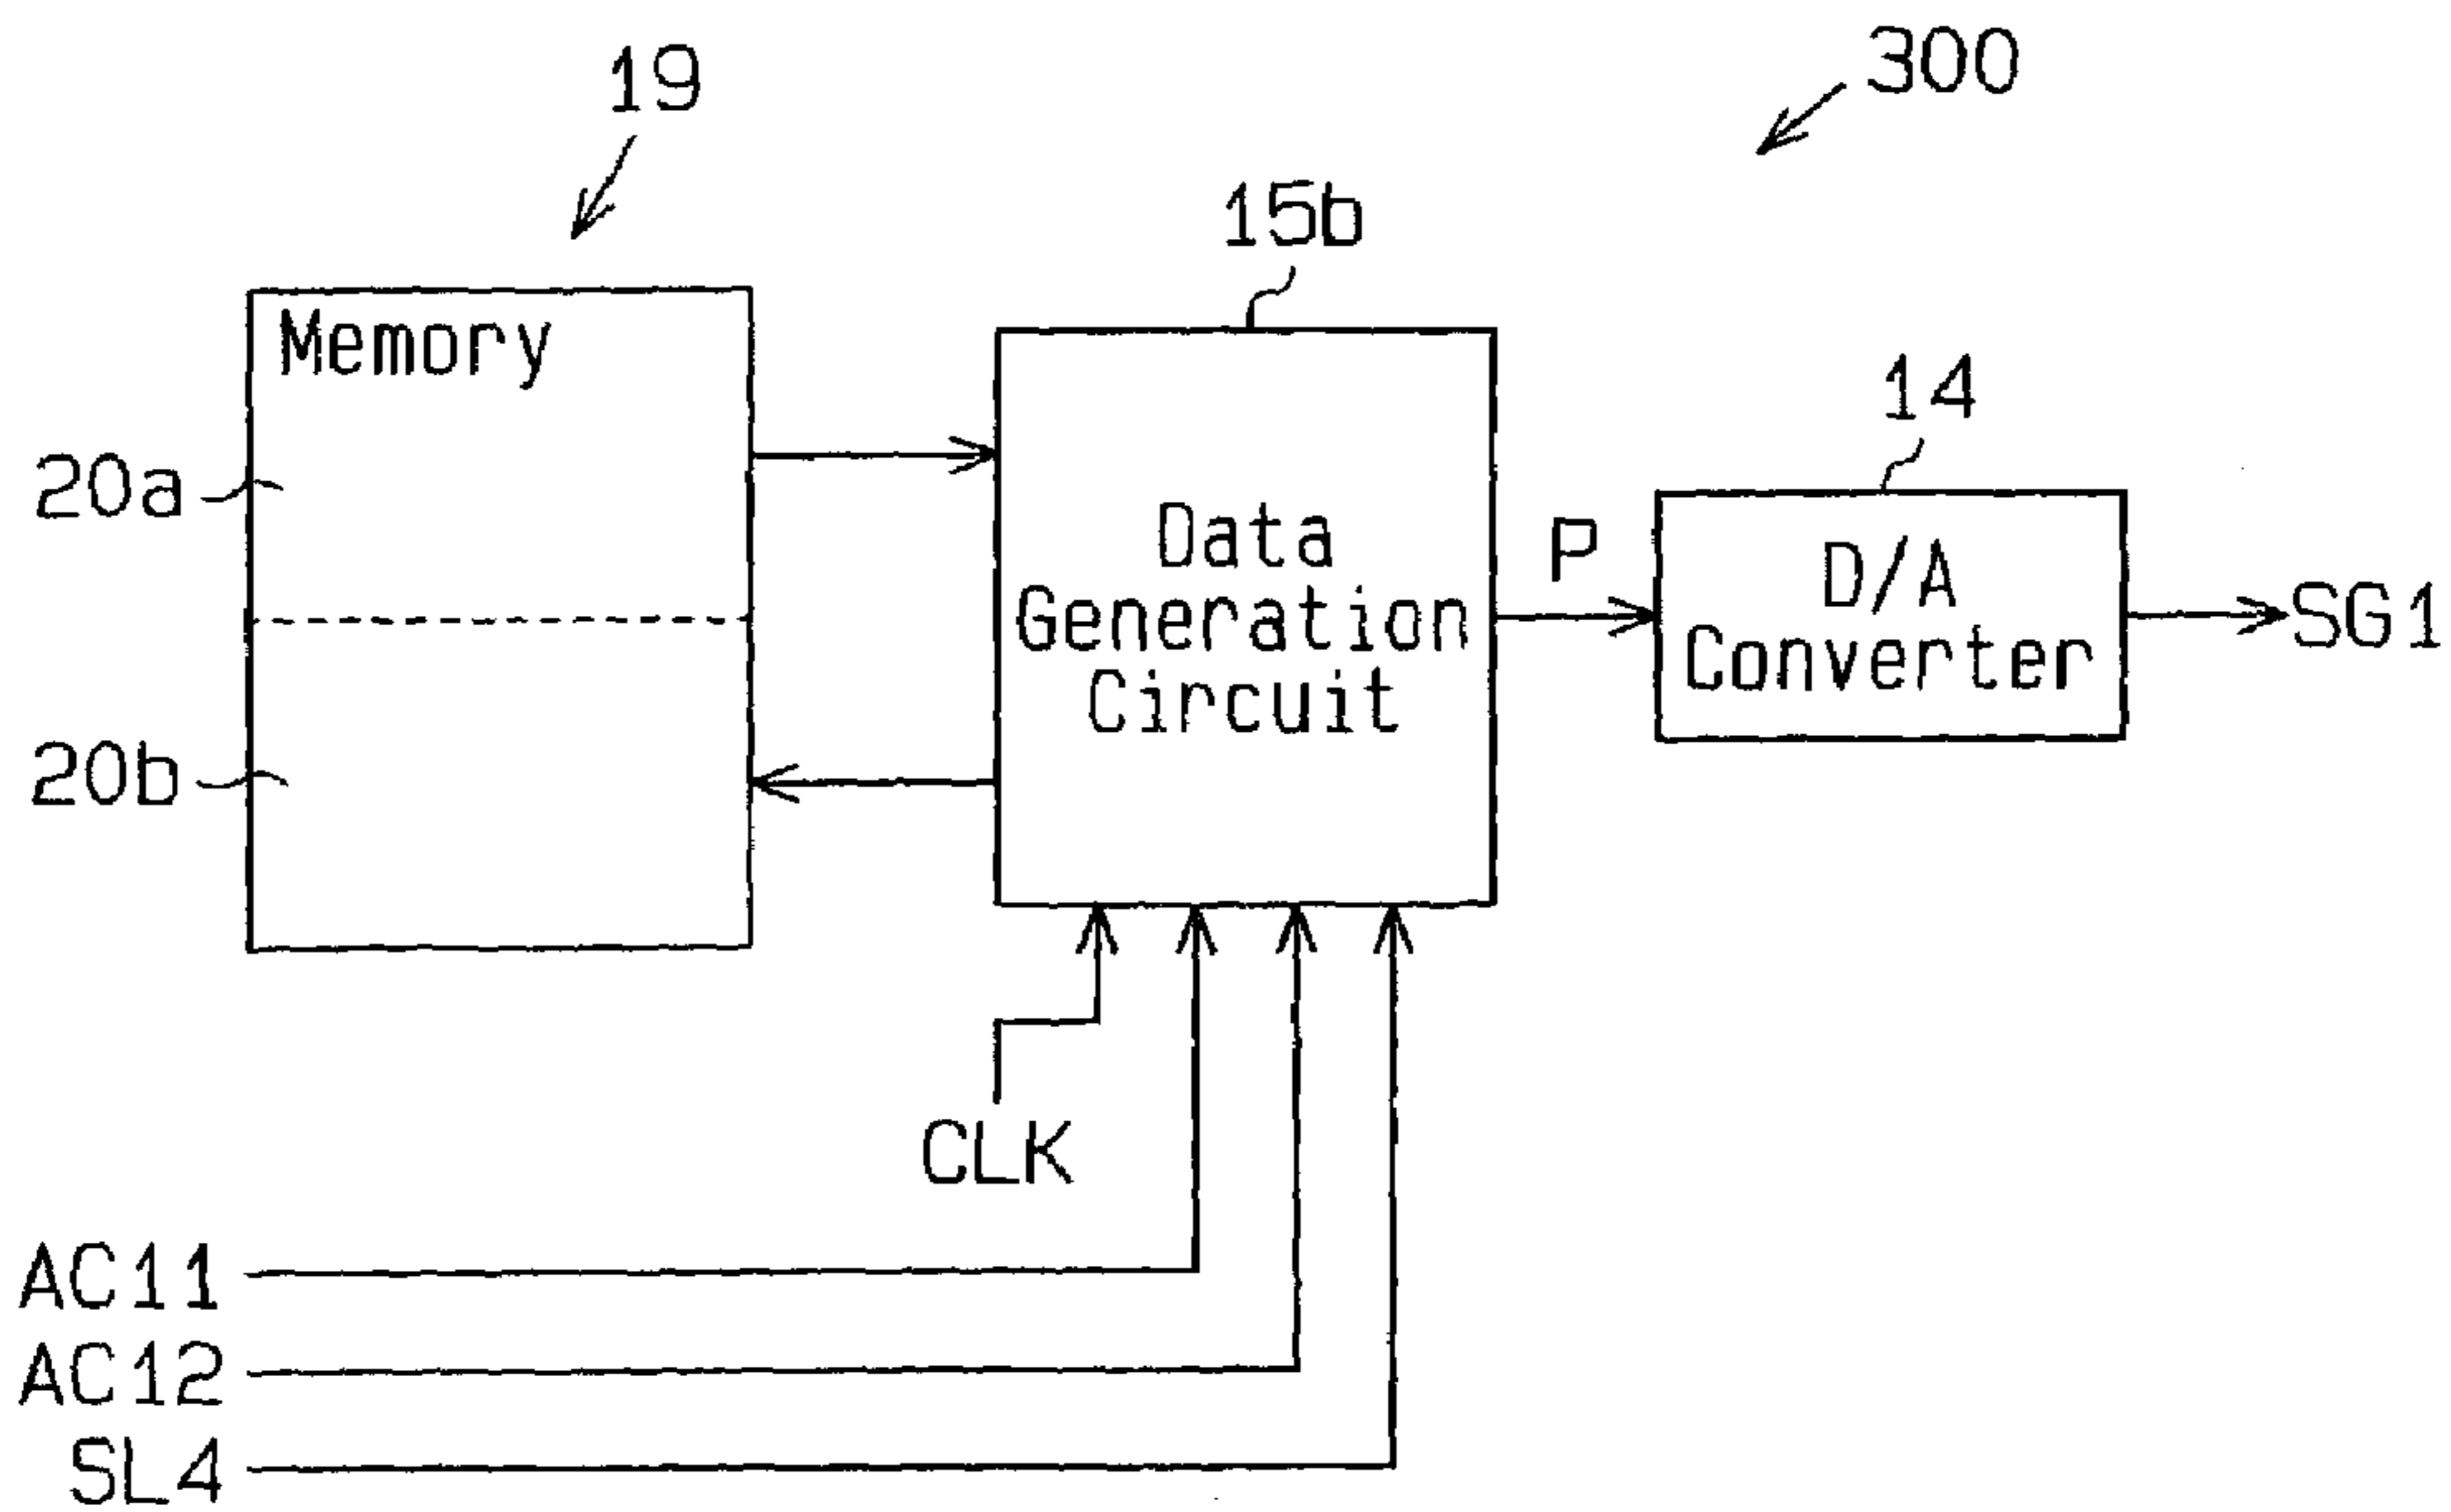 300
19
15b
Memory
14
20a
Data
Generation
Circuit
P
D/A
Converter
SG1
20b
CLK
AC11
AC12
SL4